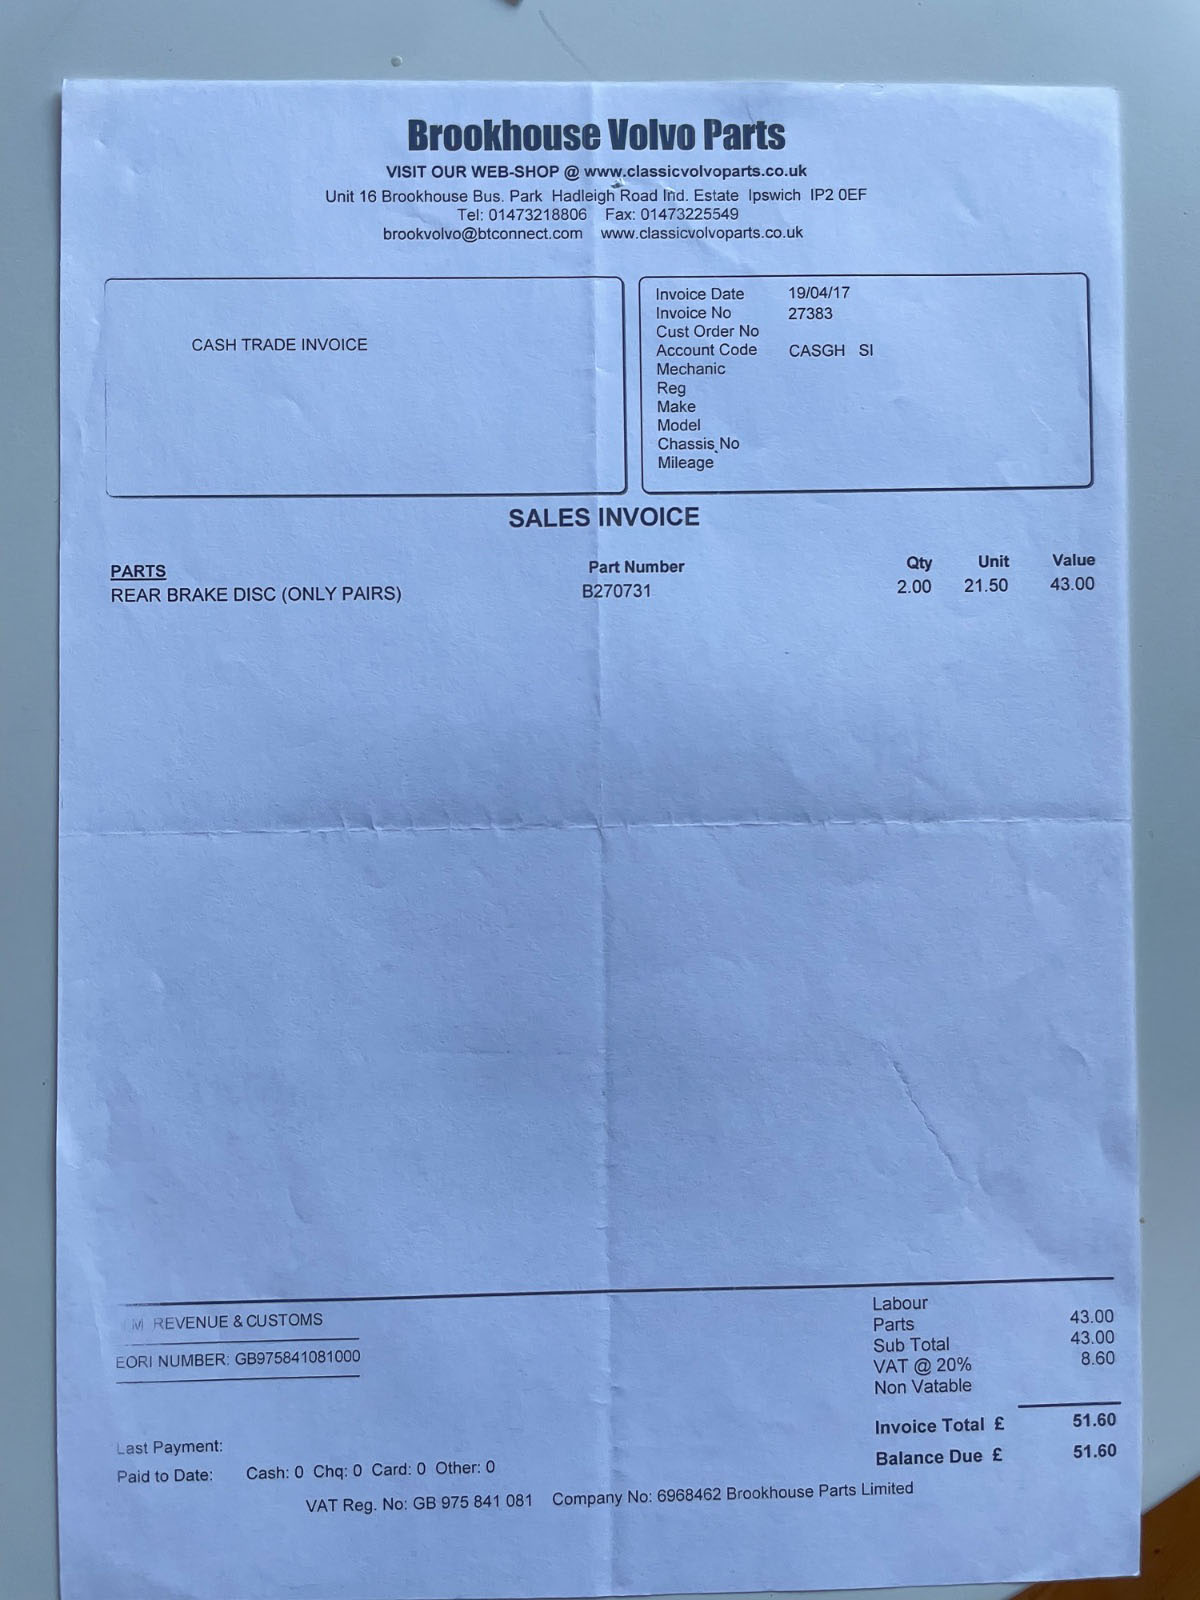 Brookhouse Volvo Parts
VISIT OUR WEB-SHOP @ www.classicvolvoparts.co.uk
Unit 16 Brookhouse Bus. Park Hadleigh Road Ind. Estate Ipswich IP2 0EF
Tel: 01473218806 Fax: 01473225549
brookvolvo@btconnect.com www.classicvolvoparts.co.uk
CASH TRADE INVOICE
Invoice Date 19/04/17
Invoice No 27383
Cust Order No
Account Code CASGH SI
Mechanic
Reg
Make
Model
Chassis No
Mileage
SALES INVOICE
PARTS Part Number Qty Unit Value
REAR BRAKE DISC (ONLY PAIRS) B270731 2.00 21.50 43.00
REVENUE & CUSTOMS
EORI NUMBER: GB975841081000
Labour
Parts 43.00
Sub Total 43.00
VAT @ 20% 8.60
Non Vatable
Invoice Total £ 51.60
Balance Due £ 51.60
Last Payment:
Paid to Date: Cash: 0 Chq: 0 Card: 0 Other: 0
VAT Reg. No: GB 975 841 081 Company No: 6968462 Brookhouse Parts Limited